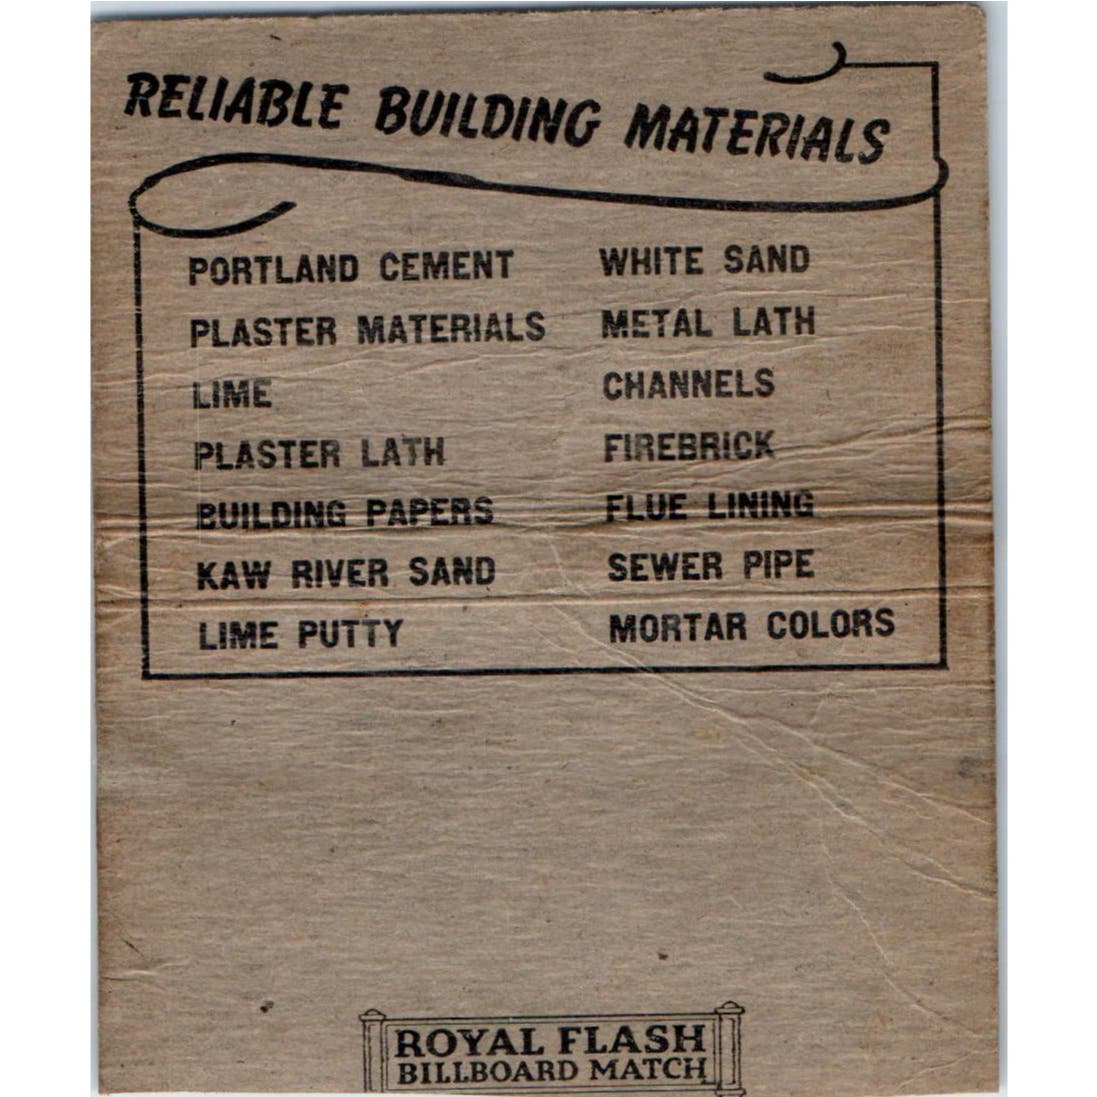 RELIABLE BUILDING MATERIALS
PORTLAND CEMENT
PLASTER MATERIALS
LIME
PLASTER LATH
BUILDING PAPERS
KAW RIVER SAND
LIME PUTTY
WHITE SAND
METAL LATH
CHANNELS
FIREBRICK
FLUE LINING
SEWER PIPE
MORTAR COLORS
ROYAL FLASH
BILLBOARD MATCH